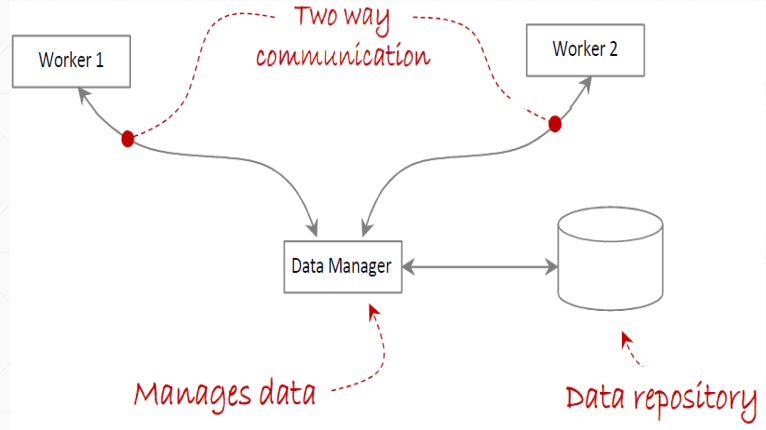 Two way
communication
Worker 1
Worker 2
Data Manager
Manages data
Data repository